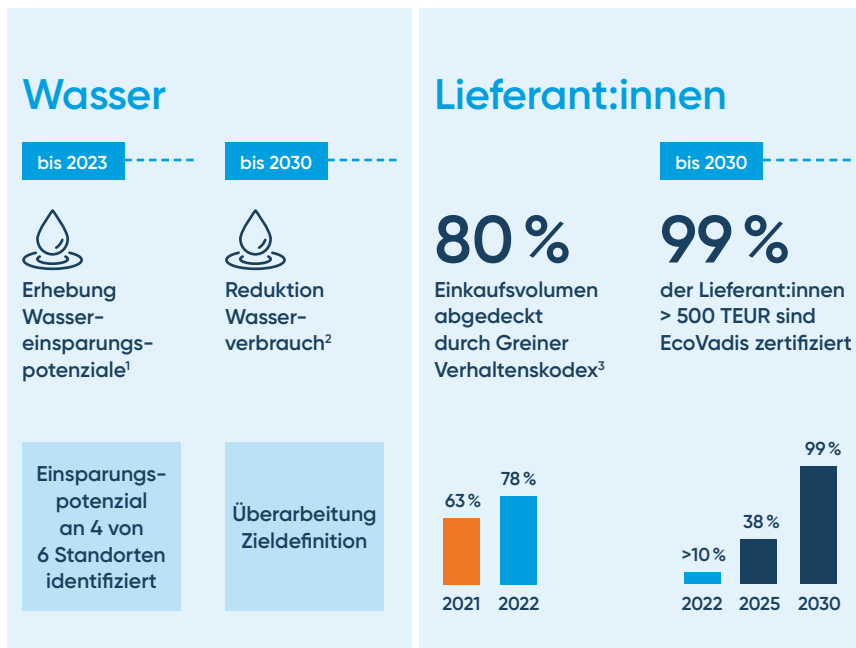 Wasser
bis 2023
Erhebung
Wasser-
einsparungs-
potenziale¹
Einsparungs-
potenzial
an 4 von
6 Standorten
identifiziert
bis 2030
Reduktion
Wasser-
verbrauch²
Überarbeitung
Zieldefinition
Lieferant:innen
80 %
Einkaufsvolumen
abgedeckt
durch Greiner
Verhaltenskodex³
63 %
78 %
2021
2022
bis 2030
99 %
der Lieferant:innen
> 500 TEUR sind
EcoVadis zertifiziert
>10 %
38 %
99 %
2022
2025
2030